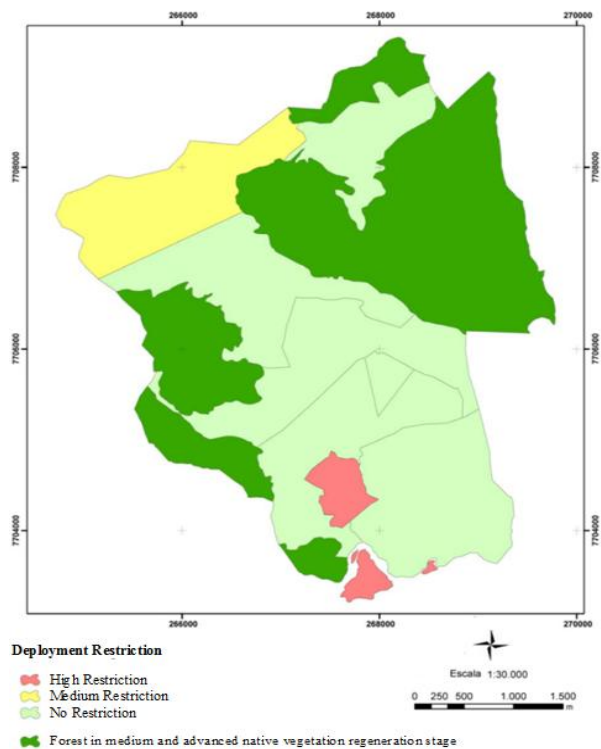 266000 268000 270000
7708000 7708000
7706000 7706000
7704000 7704000
266000 268000 270000
Deployment Restriction
High Restriction
Medium Restriction
No Restriction
Forest in medium and advanced native vegetation regeneration stage
Escala 1:30.000
0 250 500 1.000 1.500
m